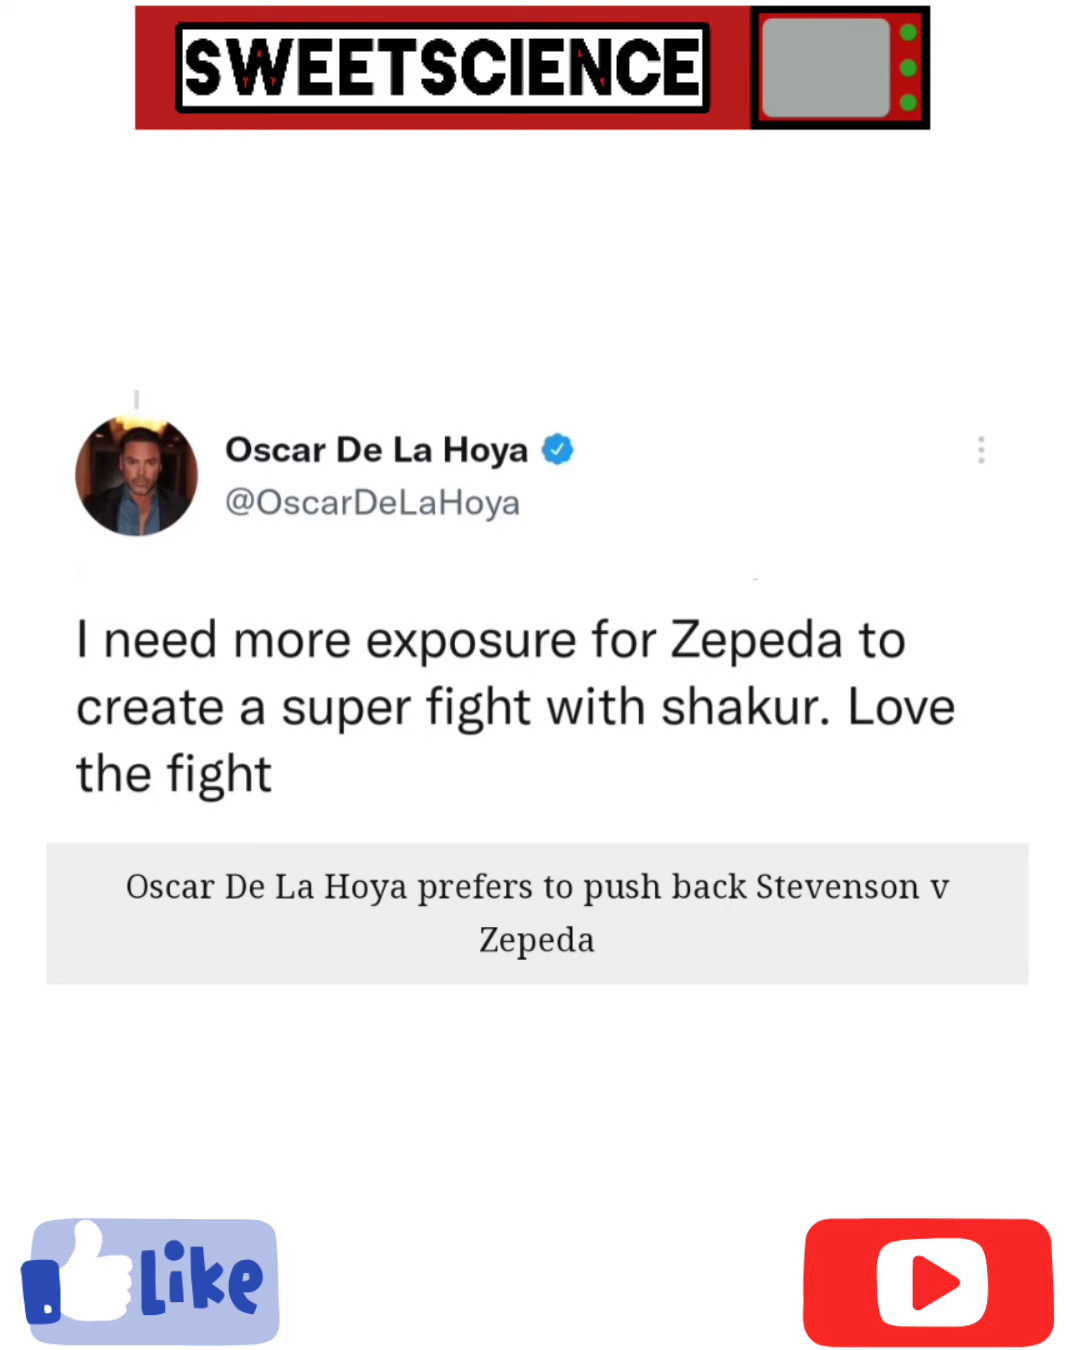 SWEETSCIENCE
Oscar De La Hoya
@OscarDeLaHoya
I need more exposure for Zepeda to
create a super fight with shakur. Love
the fight
Oscar De La Hoya prefers to push back Stevenson v
Zepeda
Like